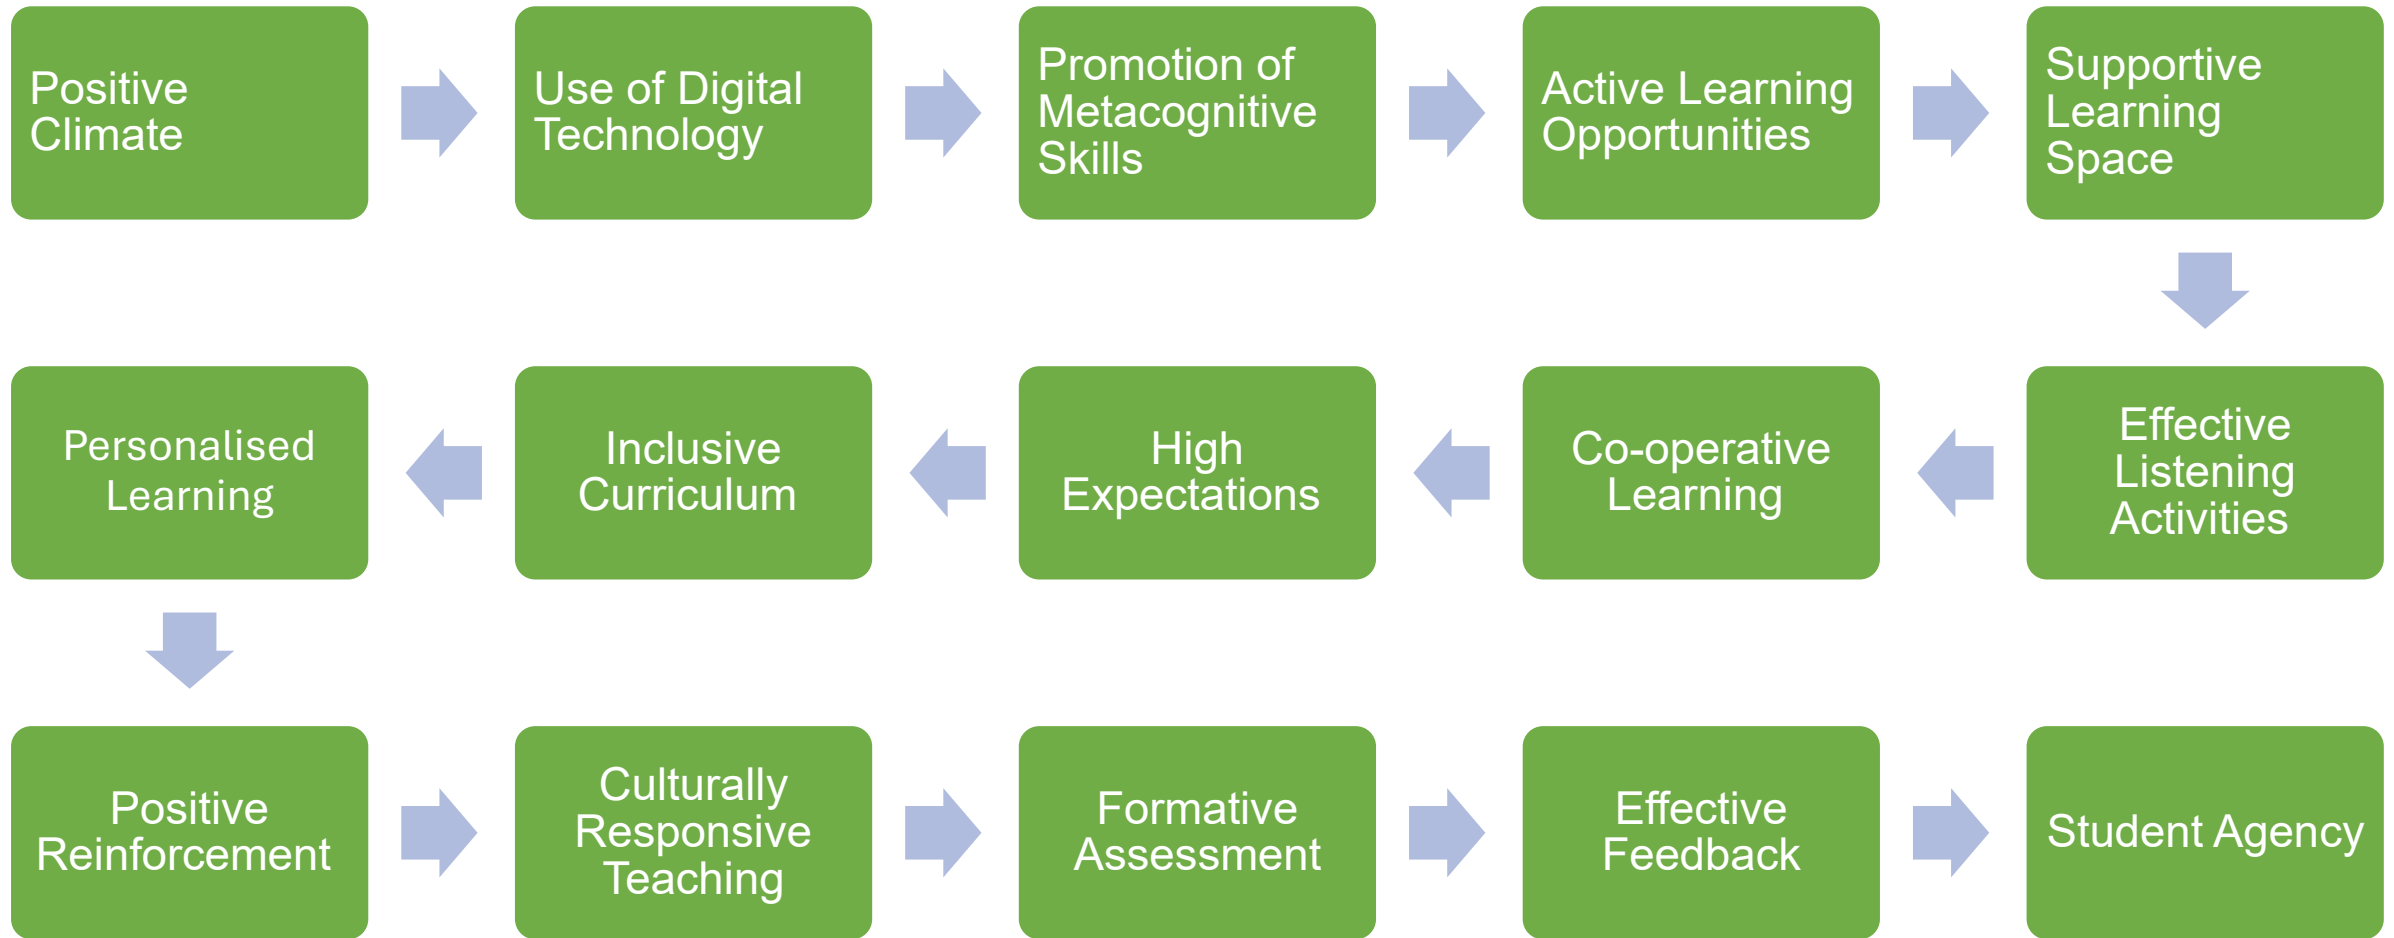 Positive
Climate
Use of Digital
Technology
Promotion of
Metacognitive
Skills
Active Learning
Opportunities
Supportive
Learning
Space
Effective
Listening
Activities
Co-operative
Learning
High
Expectations
Inclusive
Curriculum
Personalised
Learning
Positive
Reinforcement
Culturally
Responsive
Teaching
Formative
Assessment
Effective
Feedback
Student Agency